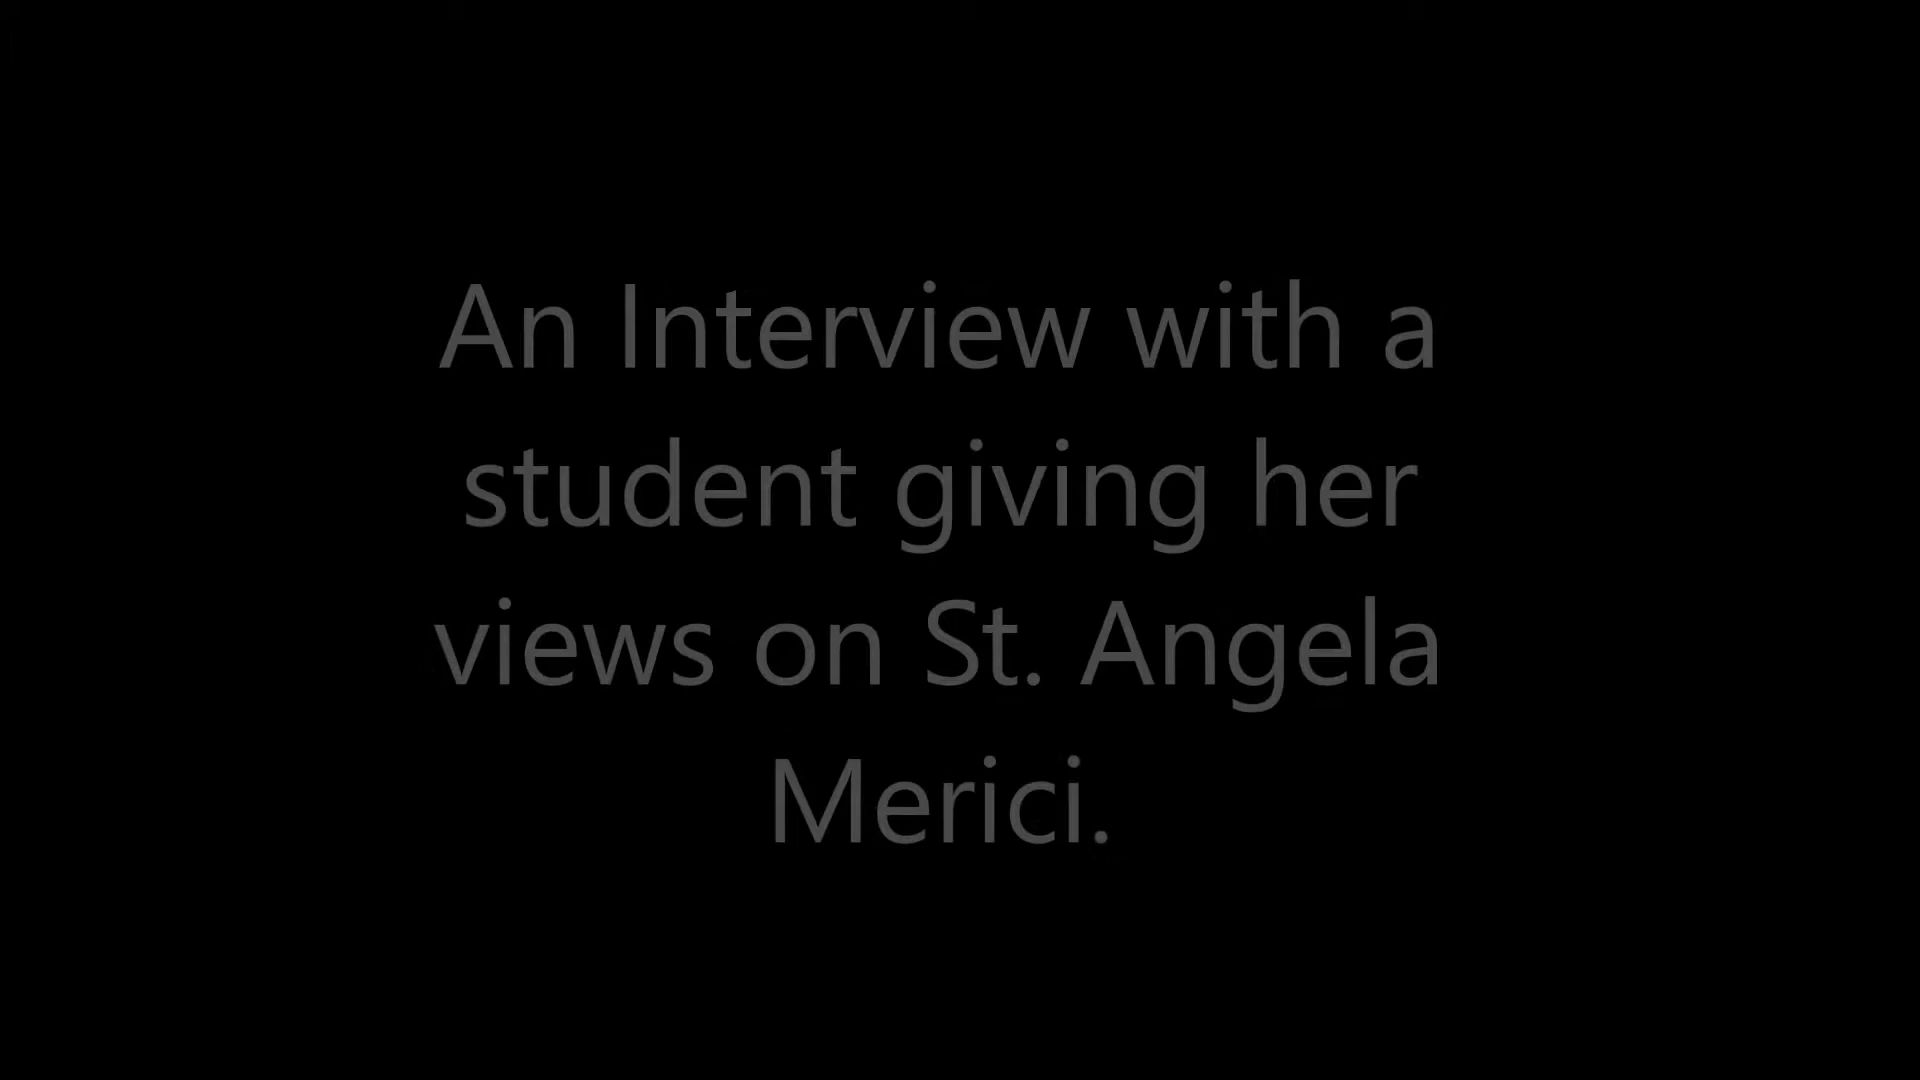 An Interview with a
student giving her
views on St. Angela
Merici.